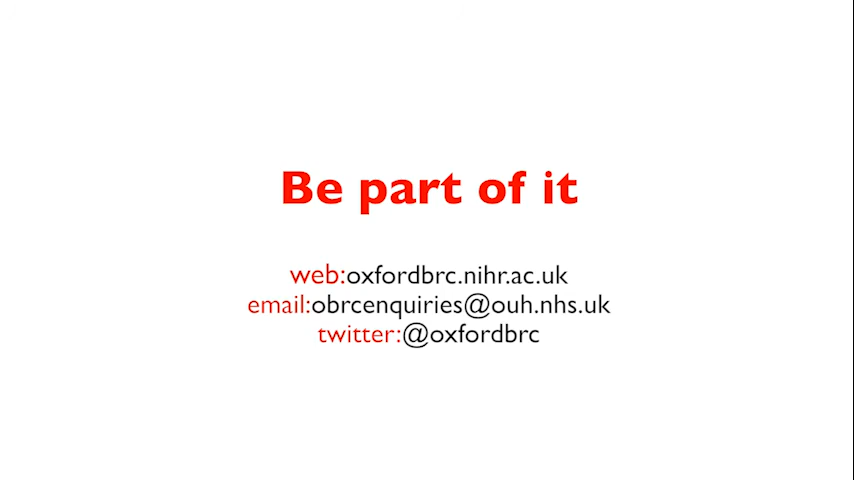 Be part of it
web:oxfordbrc.nihr.ac.uk
email:obrcenquiries@ouh.nhs.uk
twitter:@oxfordbrc